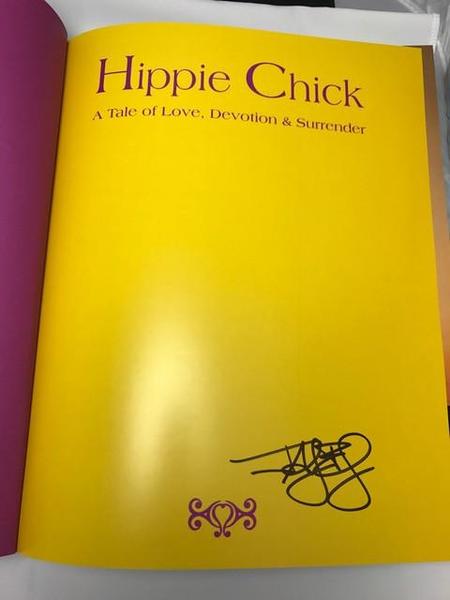 Hippie Chick
A Tale of Love, Devotion & Surrender